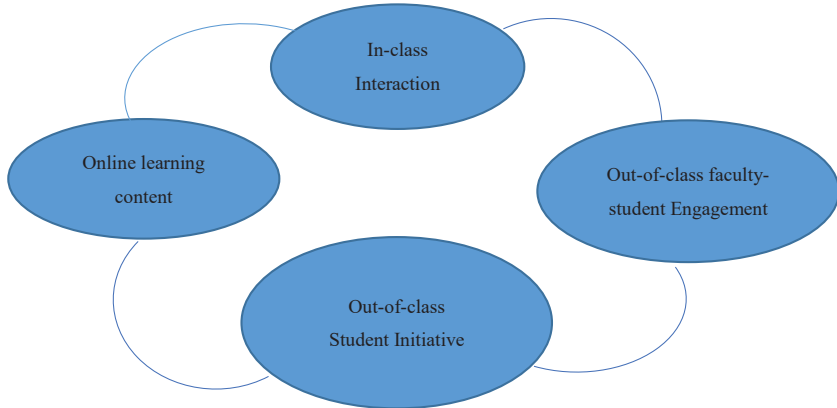 In-class
Interaction
Online learning
content
Out-of-class faculty-
student Engagement
Out-of-class
Student Initiative